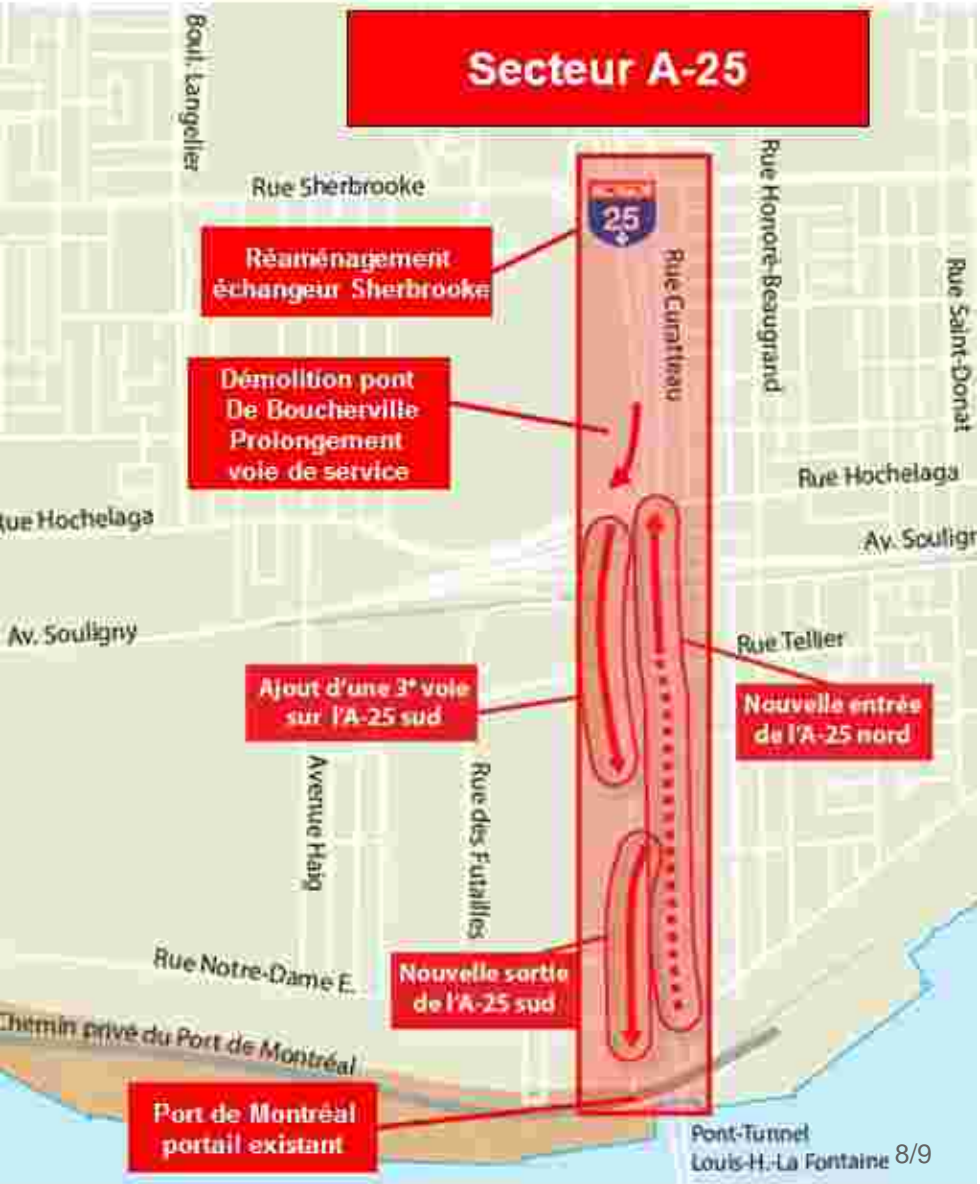 Secteur A-25
Boul. Langelier
Rue Sherbrooke
25
Rue Honoré-Beaugrand
Réaménagement
échangeur Sherbrooke
Rue Curatteau
Rue Saint-Donat
Démolition pont
De Boucherville
Prolongement
voie de service
Rue Hochelaga
Rue Hochelaga
Av. Souligny
Av. Souligny
Rue Tellier
Ajout d'une 3e voie
sur l'A-25 sud
Nouvelle entrée
de l'A-25 nord
Avenue Haig
Rue des Futailles
Rue Notre-Dame E.
Nouvelle sortie
de l'A-25 sud
Chemin privé du Port de Montréal
Port de Montréal
portail existant
Pont-Tunnel
Louis-H.-La Fontaine
8/9